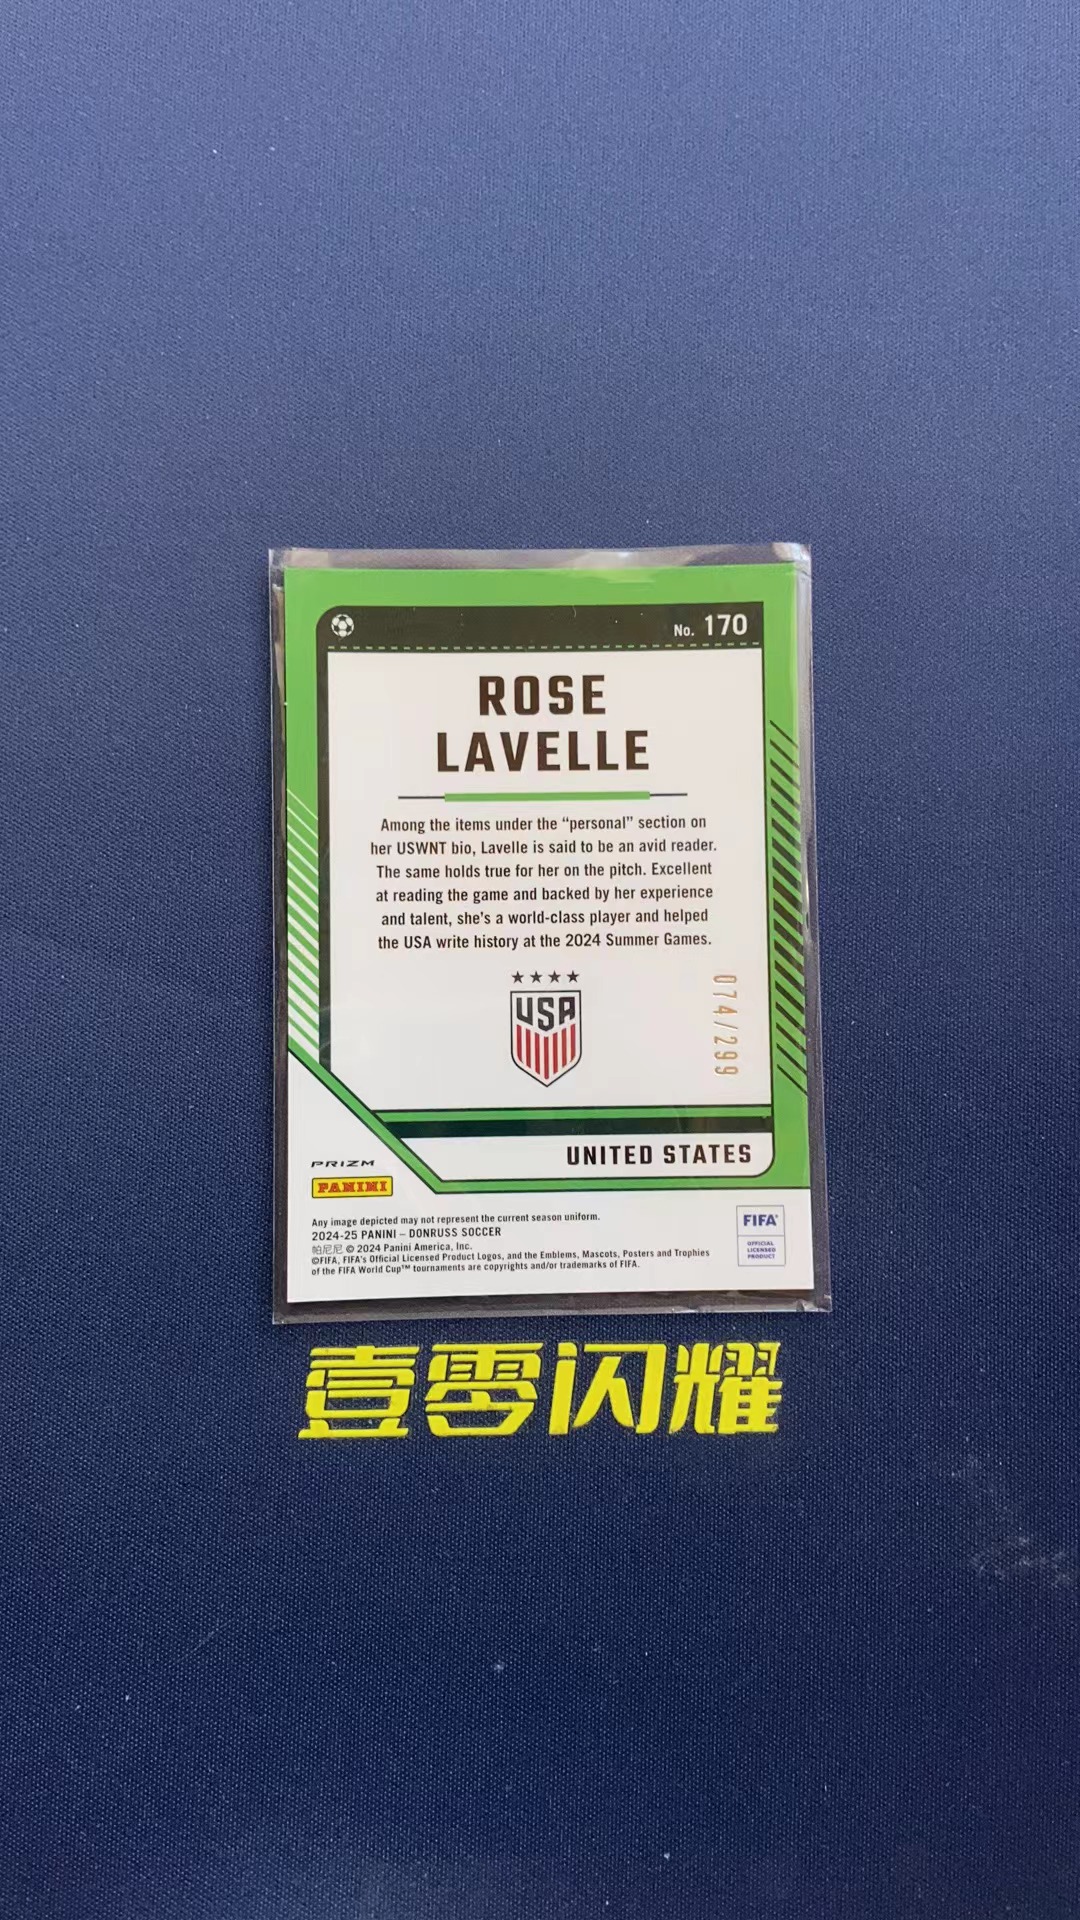 No. 170
ROSE
LAVELLE
Among the items under the “personal” section on
her USWNT bio, Lavelle is said to be an avid reader.
The same holds true for her on the pitch. Excellent
at reading the game and backed by her experience
and talent, she's a world-class player and helped
the USA write history at the 2024 Summer Games.
USA
074/299
UNITED STATES
PRIZM
PANINI
Any image depicted may not represent the current season uniform.
2024-25 PANINI – DONRUSS SOCCER
帕尼尼 © 2024 Panini America, Inc.
©FIFA, FIFA's Official Licensed Product Logos, and the Emblems, Mascots, Posters and Trophies
of the FIFA World Cup™ tournaments are copyrights and/or trademarks of FIFA.
FIFA®
OFFICIAL
LICENSED
PRODUCT
壹零闪耀